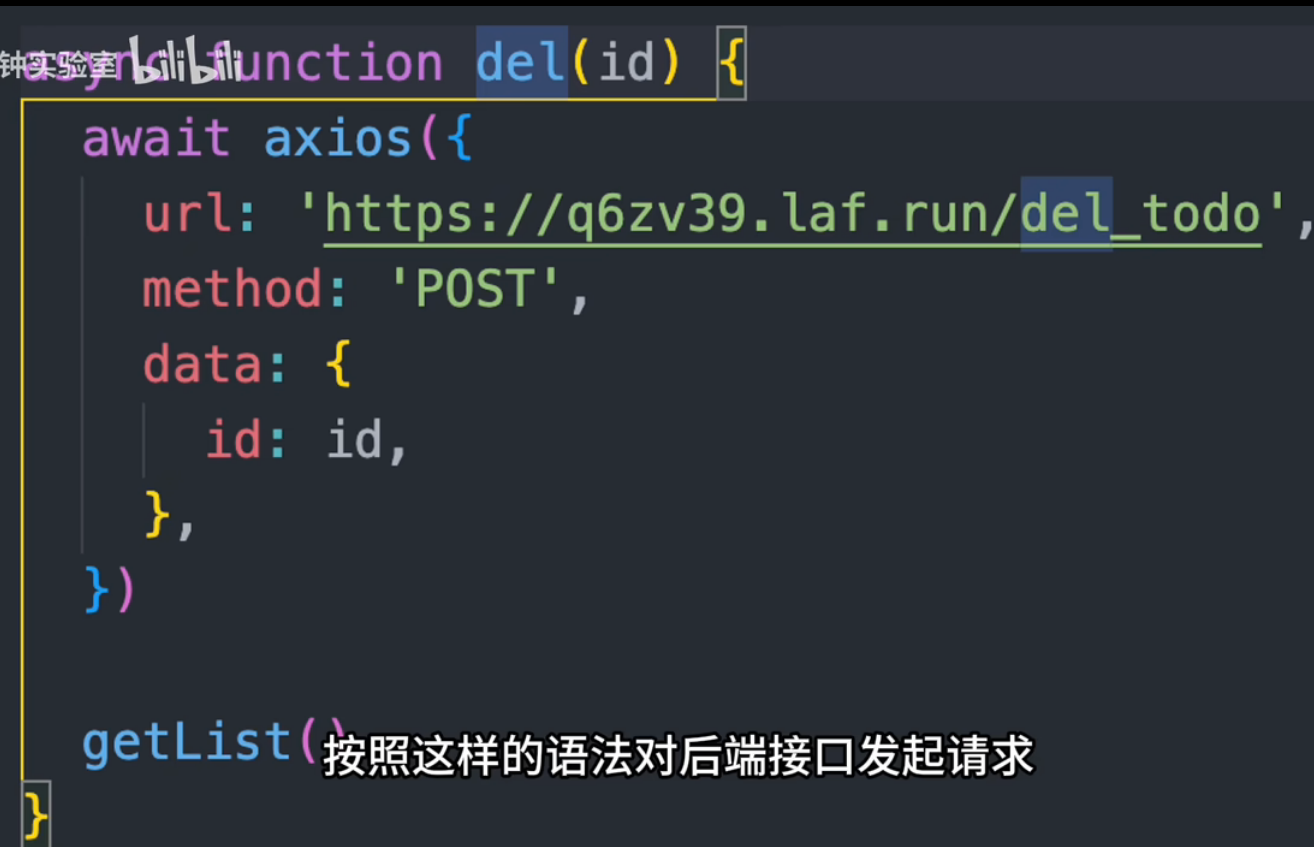 钟实验室 bilibili
async function del(id) {
await axios({
url: 'https://q6zv39.laf.run/del_todo',
method: 'POST',
data: {
id: id,
},
})
getList()
按照这样的语法对后端接口发起请求
}